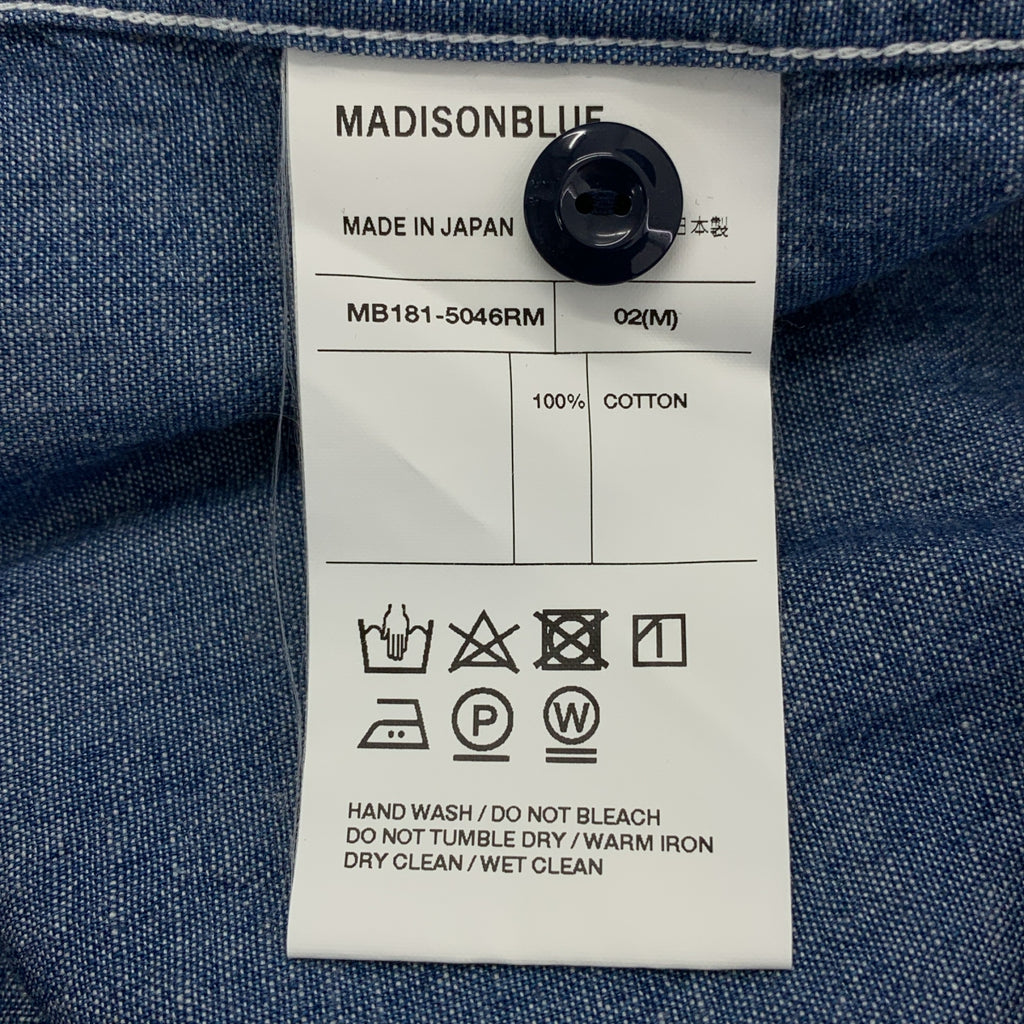 MADISONBLUE
MADE IN JAPAN 日本製
MB181-5046RM 02(M)
100% COTTON
P W
HAND WASH / DO NOT BLEACH
DO NOT TUMBLE DRY / WARM IRON
DRY CLEAN / WET CLEAN